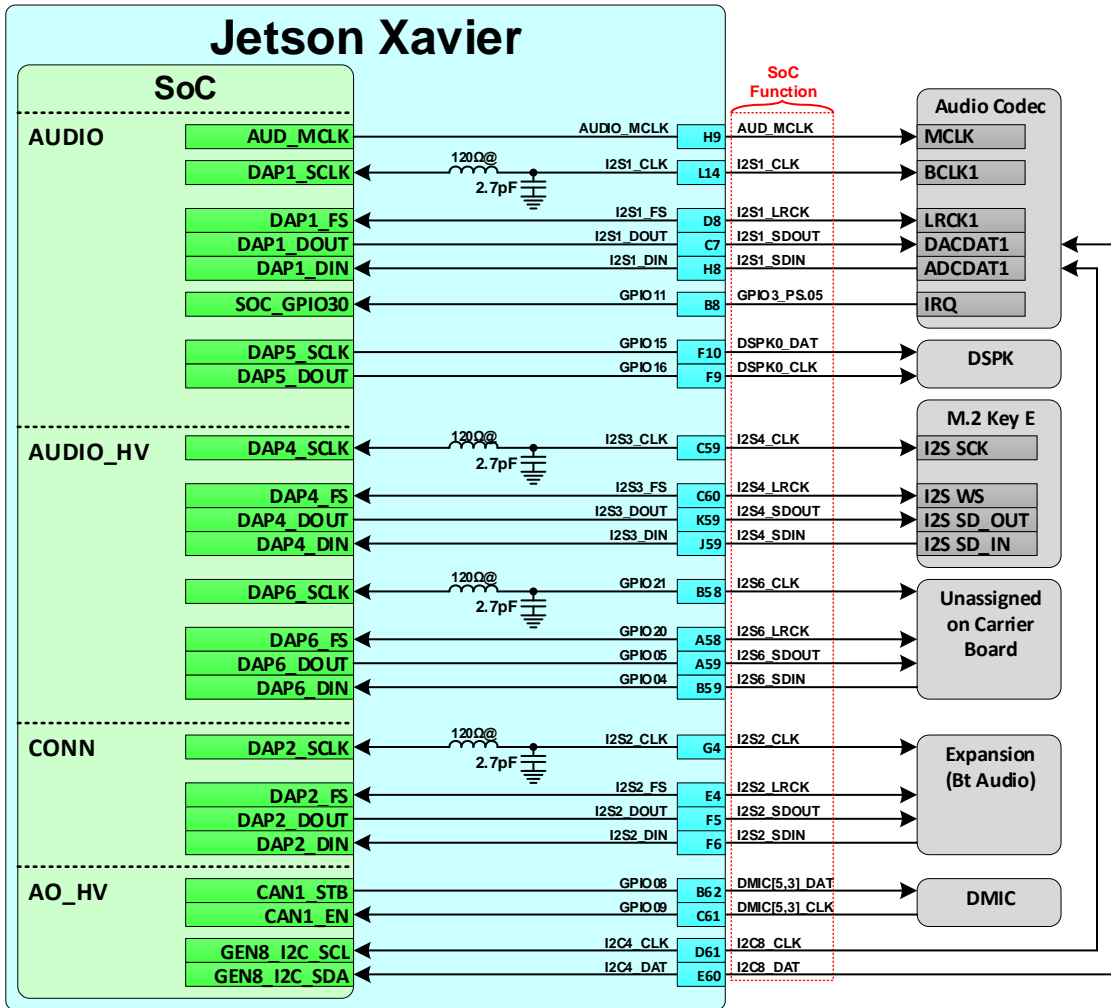 Jetson Xavier
SoC
SoC
Function
AUDIO
AUD_MCLK AUDIO_MCLK H9 AUD_MCLK
DAP1_SCLK 120Ω@ 2.7pF I2S1_CLK L14 I2S1_CLK
DAP1_FS I2S1_FS D8 I2S1_LRCK
DAP1_DOUT I2S1_DOUT C7 I2S1_SDOUT
DAP1_DIN I2S1_DIN H8 I2S1_SDIN
SOC_GPIO30 GPIO11 B8 GPIO3_PS.05
DAP5_SCLK GPIO15 F10 DSPK0_DAT
DAP5_DOUT GPIO16 F9 DSPK0_CLK
Audio Codec
MCLK
BCLK1
LRCK1
DACDAT1
ADCDAT1
IRQ
DSPK
AUDIO_HV
DAP4_SCLK 120Ω@ 2.7pF I2S3_CLK C59 I2S4_CLK
DAP4_FS I2S3_FS C60 I2S4_LRCK
DAP4_DOUT I2S3_DOUT K59 I2S4_SDOUT
DAP4_DIN I2S3_DIN J59 I2S4_SDIN
DAP6_SCLK 120Ω@ 2.7pF GPIO21 B58 I2S6_CLK
DAP6_FS GPIO20 A58 I2S6_LRCK
DAP6_DOUT GPIO05 A59 I2S6_SDOUT
DAP6_DIN GPIO04 B59 I2S6_SDIN
M.2 Key E
I2S SCK
I2S WS
I2S SD_OUT
I2S SD_IN
Unassigned
on Carrier
Board
CONN
DAP2_SCLK 120Ω@ 2.7pF I2S2_CLK G4 I2S2_CLK
DAP2_FS I2S2_FS E4 I2S2_LRCK
DAP2_DOUT I2S2_DOUT F5 I2S2_SDOUT
DAP2_DIN I2S2_DIN F6 I2S2_SDIN
Expansion
(Bt Audio)
AO_HV
CAN1_STB GPIO08 B62 DMIC[5,3]_DAT
CAN1_EN GPIO09 C61 DMIC[5,3]_CLK
GEN8_I2C_SCL I2C4_CLK D61 I2C8_CLK
GEN8_I2C_SDA I2C4_DAT E60 I2C8_DAT
DMIC